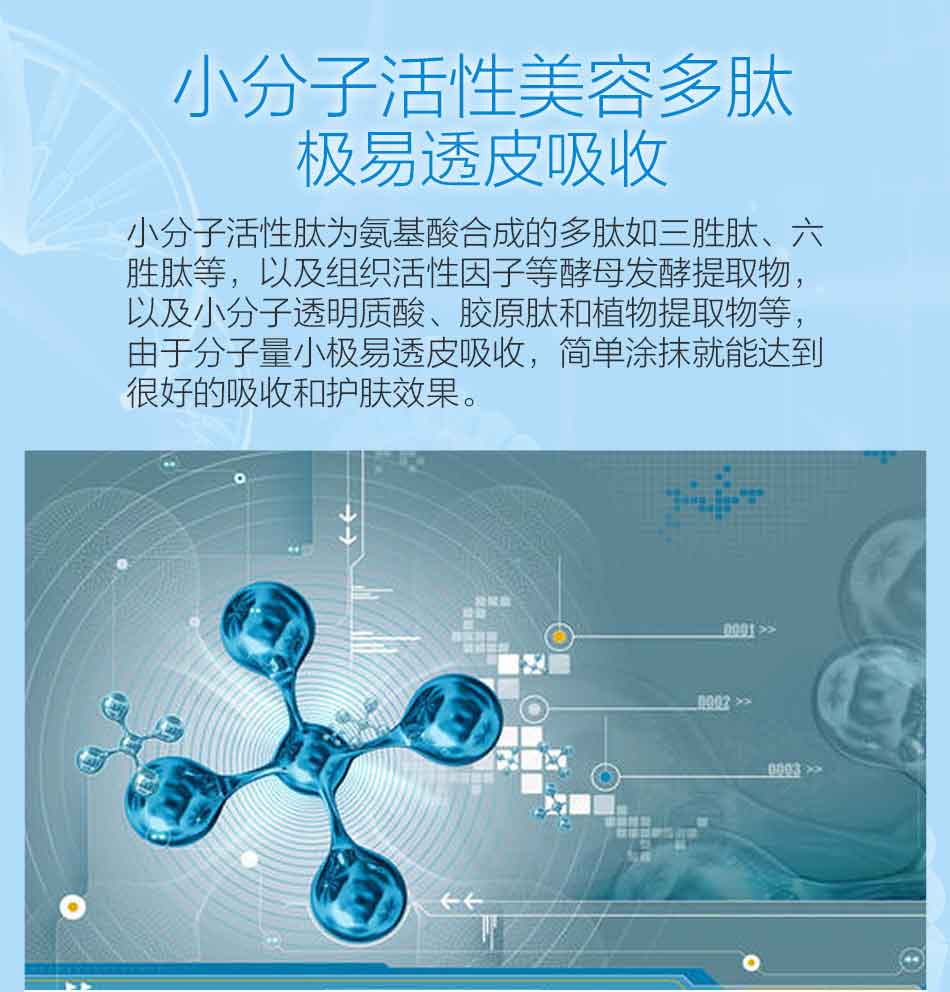 小分子活性美容多肽
极易透皮吸收
小分子活性肽为氨基酸合成的多肽如三胜肽、六
胜肽等，以及组织活性因子等酵母发酵提取物，
以及小分子透明质酸、胶原肽和植物提取物等，
由于分子量小极易透皮吸收，简单涂抹就能达到
很好的吸收和护肤效果。
0001 >>
0002 >>
0003 >>